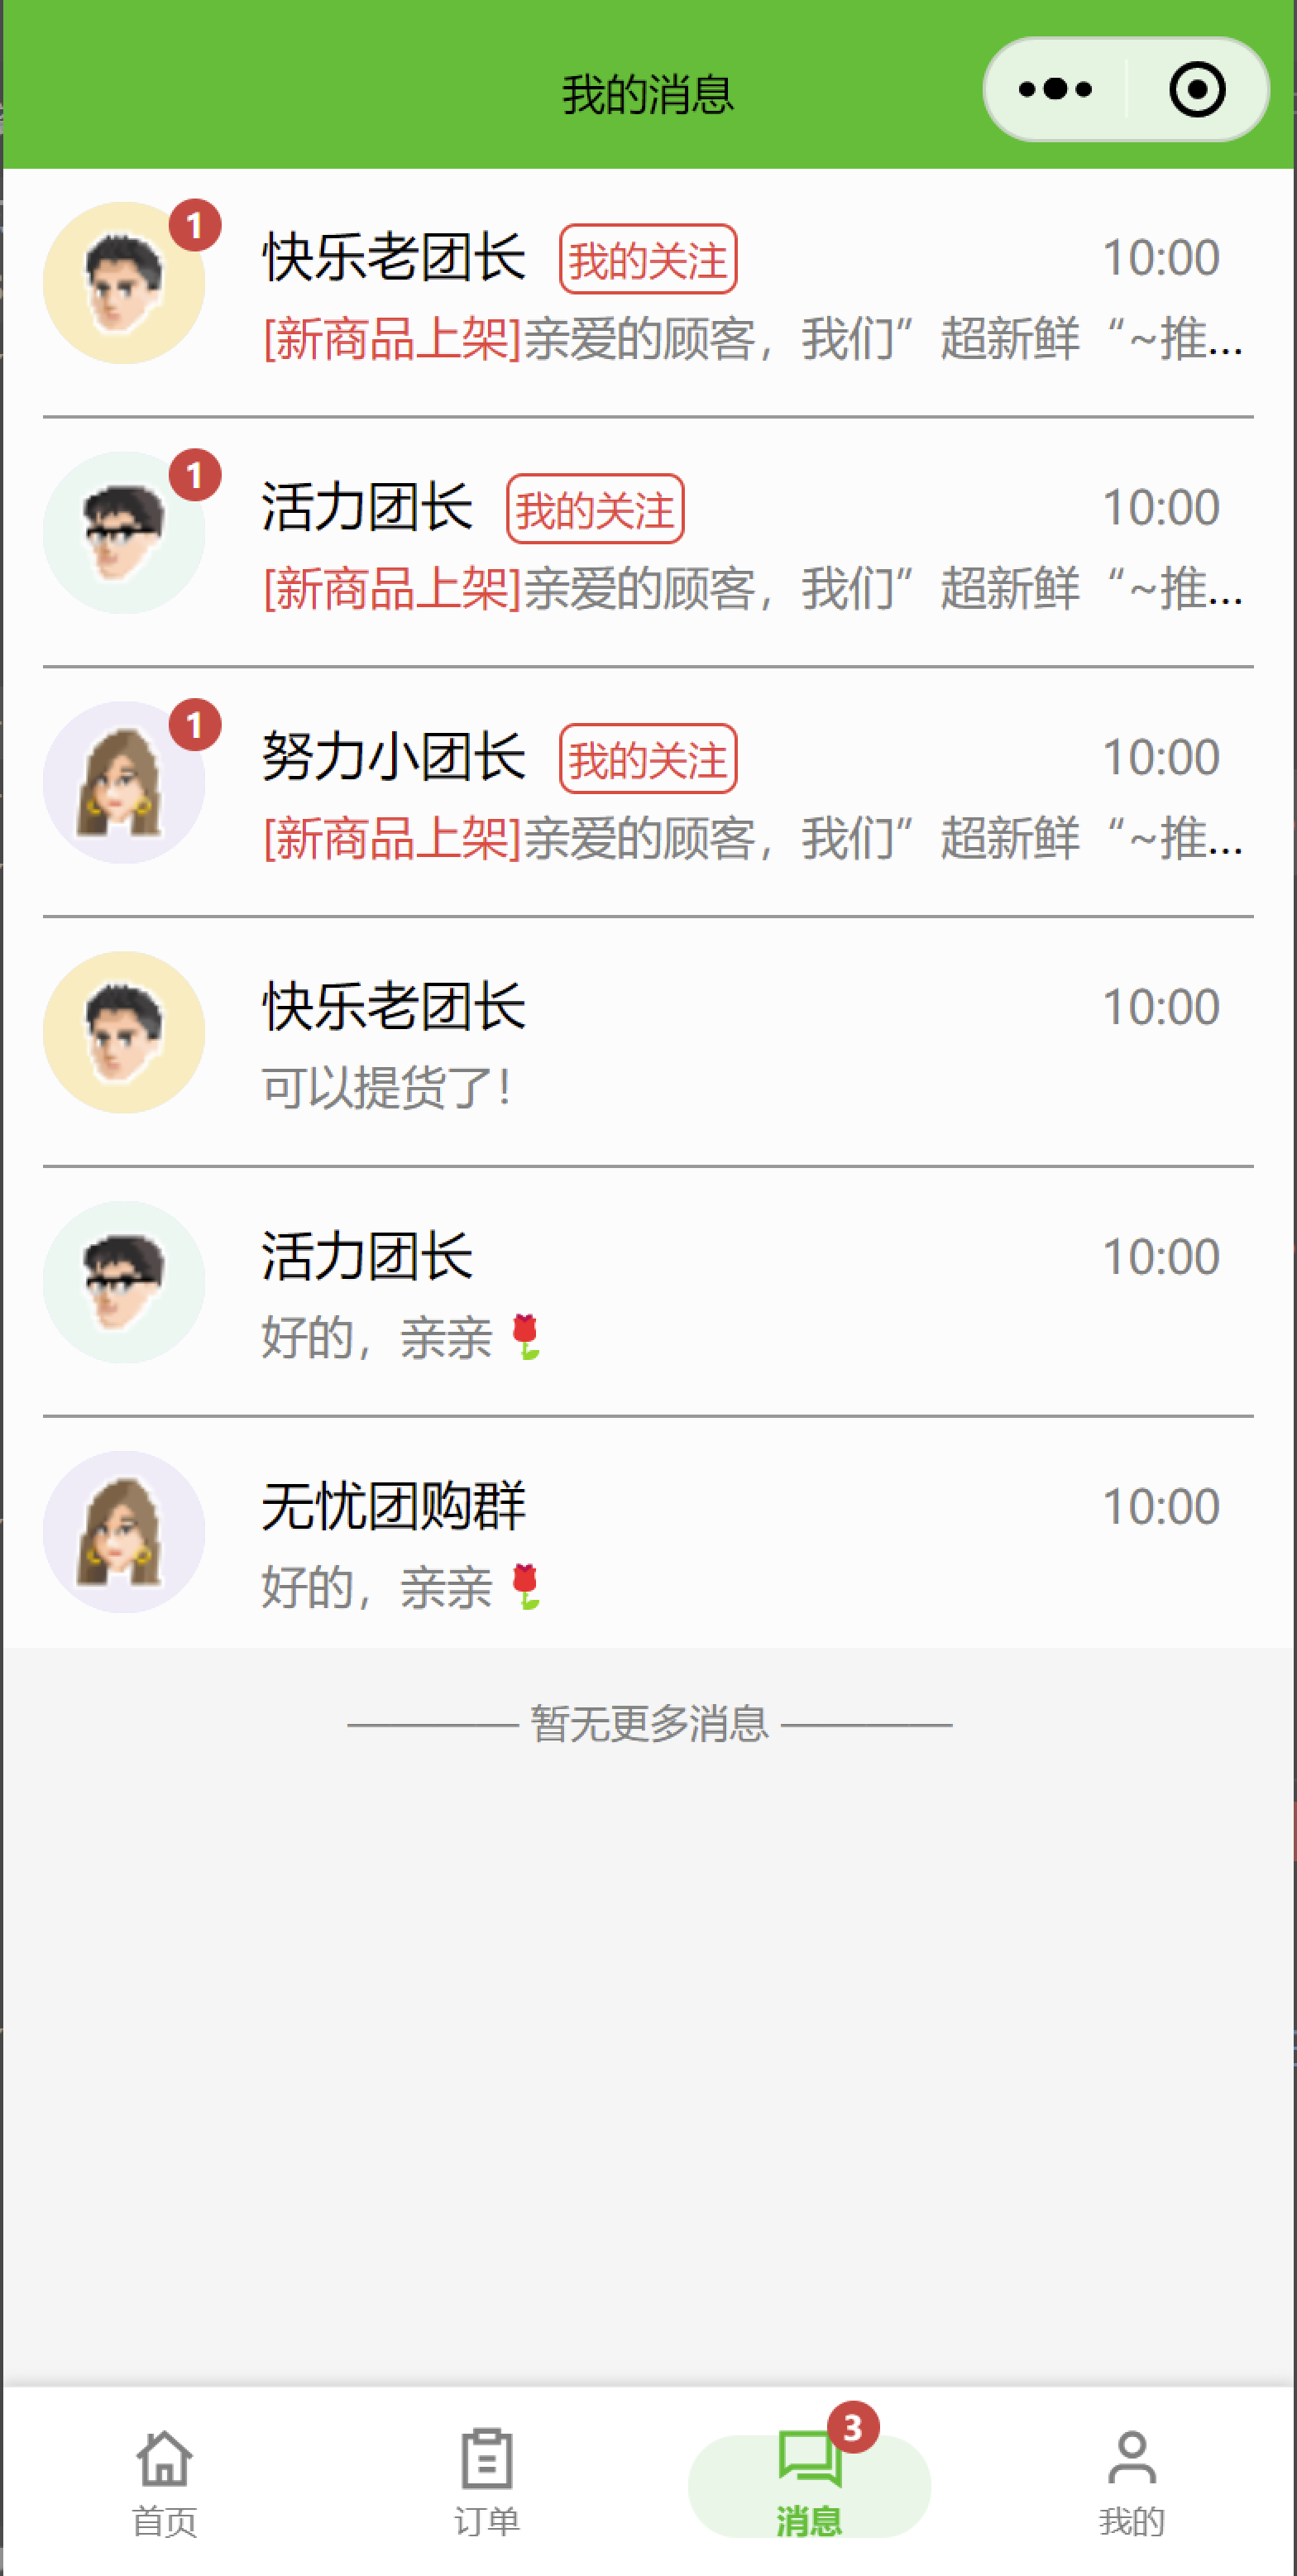 我的消息
1
快乐老团长 我的关注 10:00
[新商品上架]亲爱的顾客，我们”超新鲜“~推...
1
活力团长 我的关注 10:00
[新商品上架]亲爱的顾客，我们”超新鲜“~推...
1
努力小团长 我的关注 10:00
[新商品上架]亲爱的顾客，我们”超新鲜“~推...
快乐老团长 10:00
可以提货了！
活力团长 10:00
好的，亲亲🌹
无忧团购群 10:00
好的，亲亲🌹
暂无更多消息
3
首页 订单 消息 我的